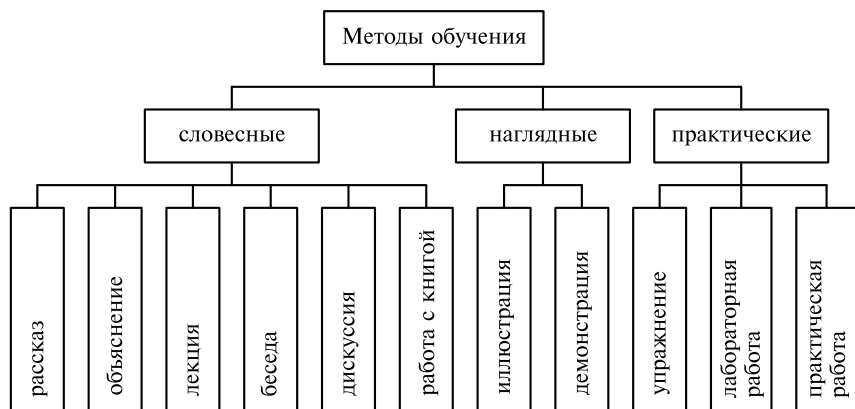 Методы обучения
словесные
наглядные
практические
рассказ
объяснение
лекция
беседа
дискуссия
работа с книгой
иллюстрация
демонстрация
упражнение
лабораторная
работа
практическая
работа